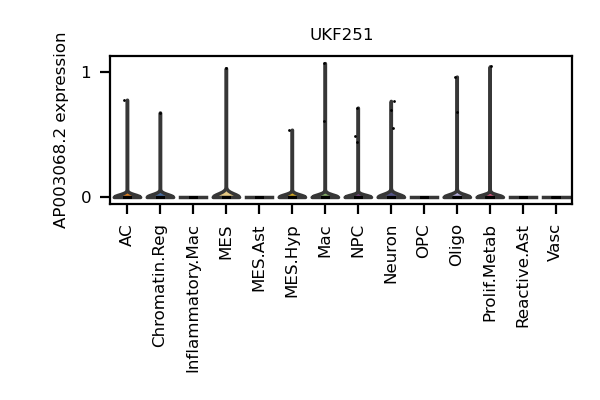 UKF251
AP003068.2 expression
1
0
AC
Chromatin.Reg
Inflammatory.Mac
MES
MES.Ast
MES.Hyp
Mac
NPC
Neuron
OPC
Oligo
Prolif.Metab
Reactive.Ast
Vasc